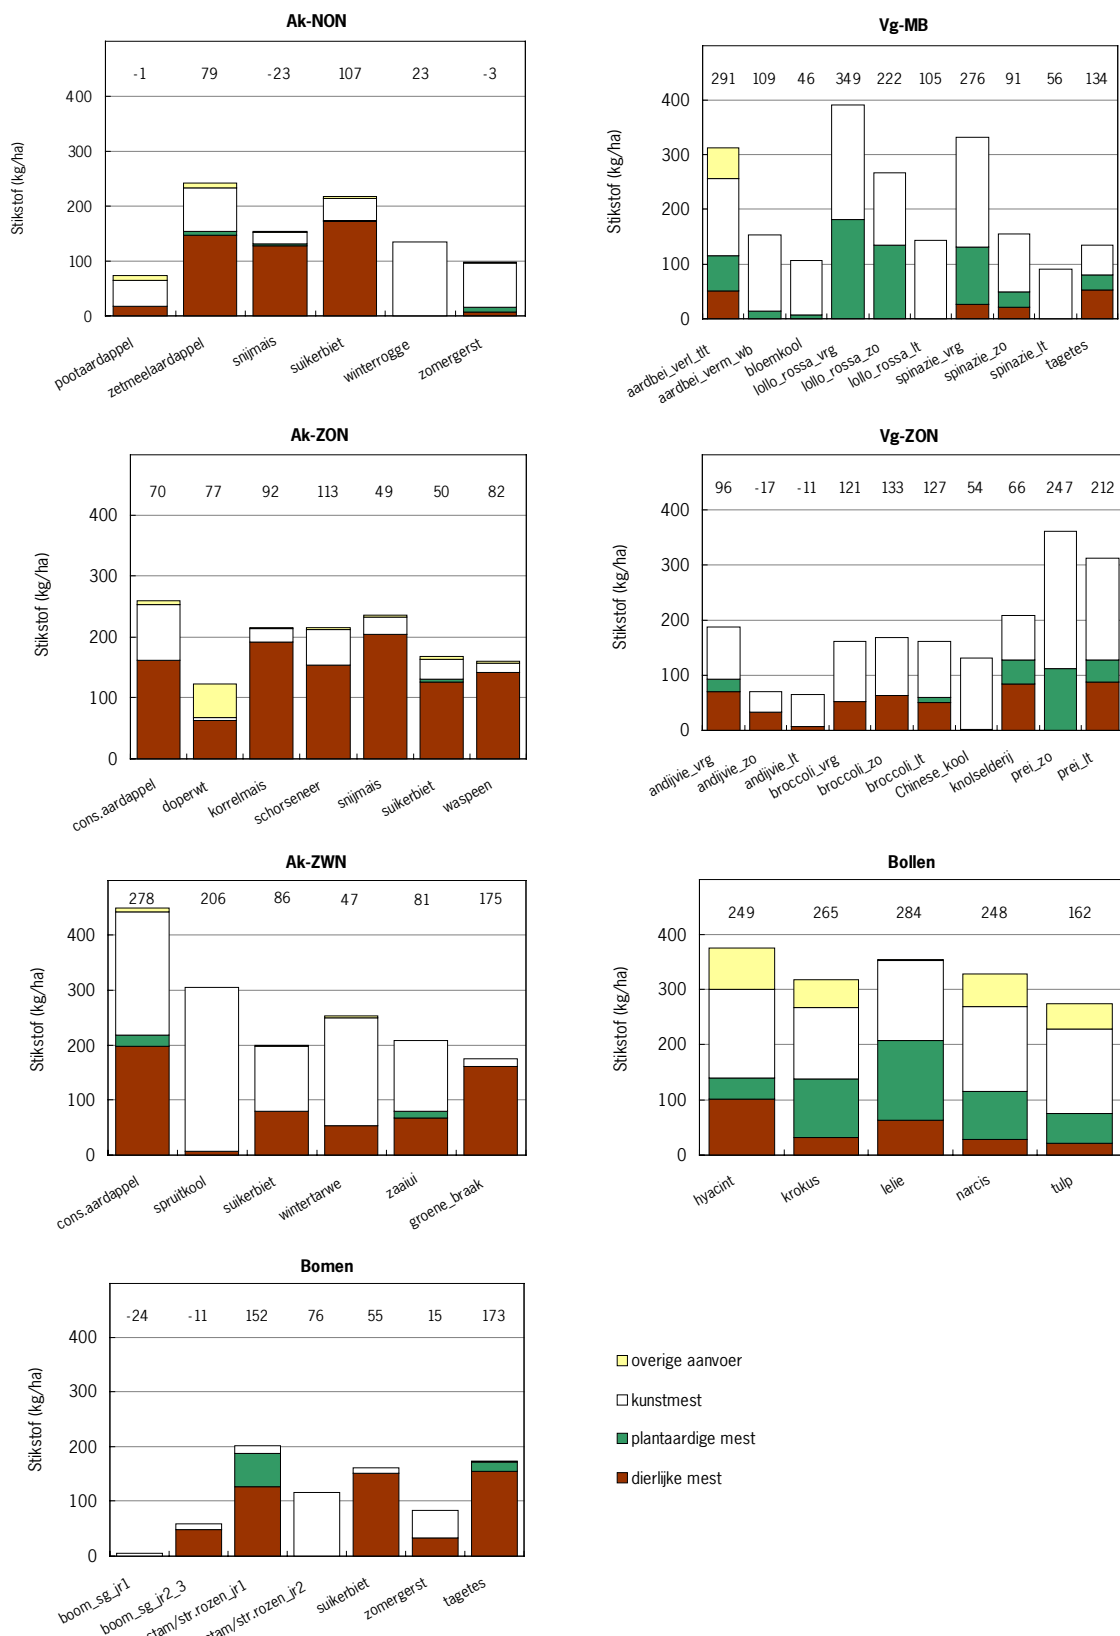 Ak-NON
-1 79 -23 107 23 -3
Stikstof (kg/ha)
400
300
200
100
0
pootaardappel
zetmeelaardappel
snijmais
suikerbiet
winterrogge
zomergerst
Vg-MB
291 109 46 349 222 105 276 91 56 134
Stikstof (kg/ha)
400
300
200
100
0
aardbei_verl_tlt
aardbei_verm_wb
bloemkool
lollo_rossa_vrg
lollo_rossa_zo
lollo_rossa_lt
spinazie_vrg
spinazie_zo
spinazie_lt
tagetes
Ak-ZON
70 77 92 113 49 50 82
Stikstof (kg/ha)
400
300
200
100
0
cons.aardappel
doperwt
korrelmais
schorseneer
snijmais
suikerbiet
waspeen
Vg-ZON
96 -17 -11 121 133 127 54 66 247 212
Stikstof (kg/ha)
400
300
200
100
0
andijvie_vrg
andijvie_zo
andijvie_lt
broccoli_vrg
broccoli_zo
broccoli_lt
Chinese_kool
knolselderij
prei_zo
prei_lt
Ak-ZWN
278 206 86 47 81 175
Stikstof (kg/ha)
400
300
200
100
0
cons.aardappel
spruitkool
suikerbiet
wintertarwe
zaaiui
groene_braak
Bollen
249 265 284 248 162
Stikstof (kg/ha)
400
300
200
100
0
hyacint
krokus
lelie
narcis
tulp
Bomen
-24 -11 152 76 55 15 173
Stikstof (kg/ha)
400
300
200
100
0
boom_sg_jr1
boom_sg_jr2_3
stam/str.rozen_jr1
stam/str.rozen_jr2
suikerbiet
zomergerst
tagetes
overige aanvoer
kunstmest
plantaardige mest
dierlijke mest